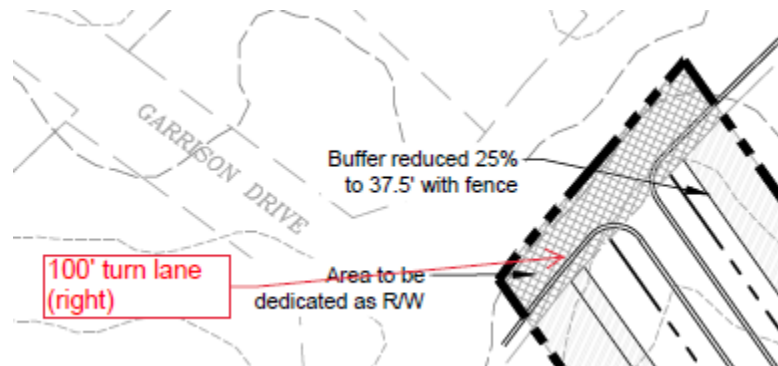 GARRISON DRIVE
Buffer reduced 25%
to 37.5' with fence
100' turn lane
(right)
Area to be
dedicated as R/W